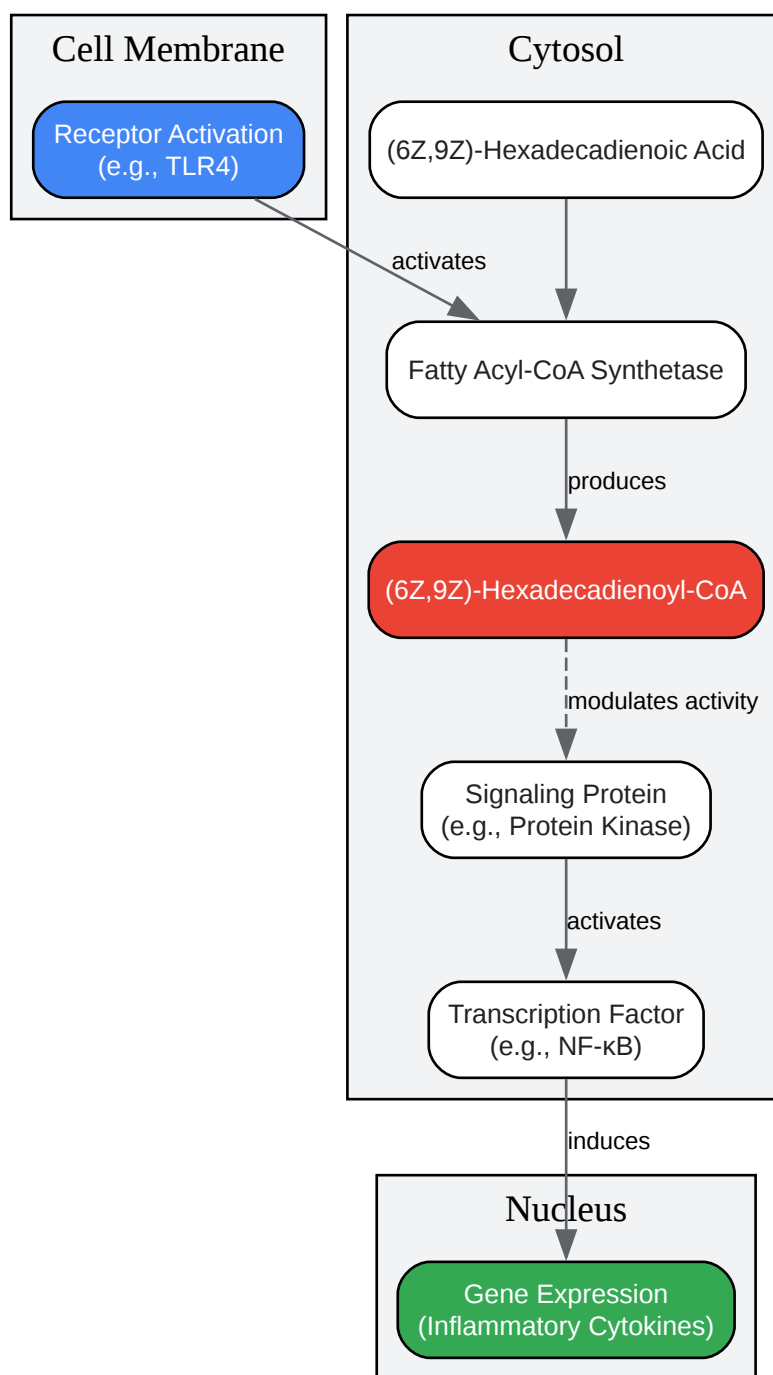 Cell Membrane
Receptor Activation
(e.g., TLR4)
Cytosol
(6Z,9Z)-Hexadecadienoic Acid
activates
Fatty Acyl-CoA Synthetase
produces
(6Z,9Z)-Hexadecadienoyl-CoA
modulates activity
Signaling Protein
(e.g., Protein Kinase)
activates
Transcription Factor
(e.g., NF-κB)
induces
Nucleus
Gene Expression
(Inflammatory Cytokines)